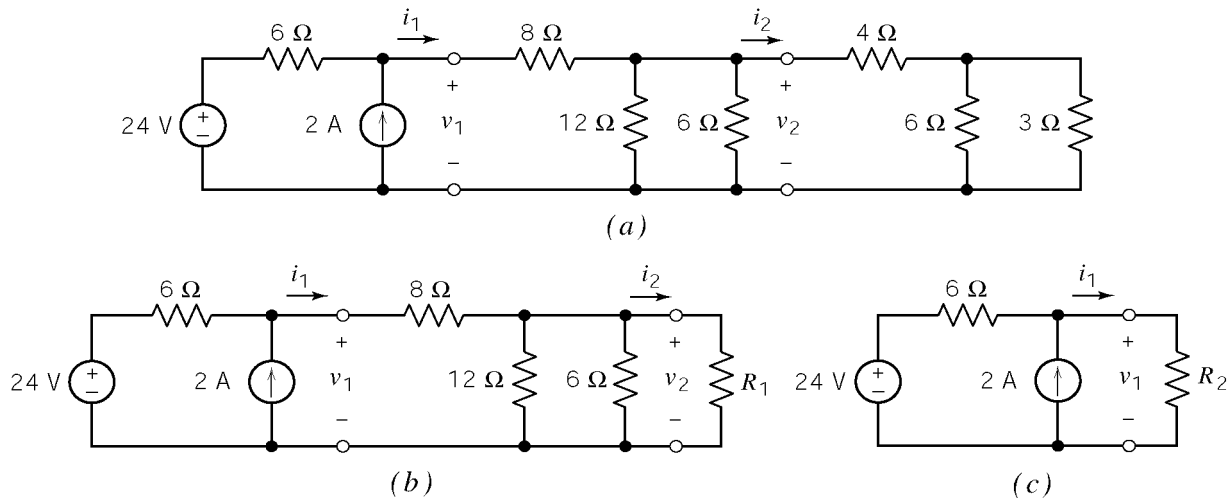 i1 i2
6 Ω 8 Ω 4 Ω
+ + + −
24 V 2 A v1 12 Ω 6 Ω v2 6 Ω 3 Ω
− −
(a)
i1 i2
6 Ω 8 Ω
+ − + +
24 V 2 A v1 12 Ω 6 Ω v2 R1
− −
(b)
i1
6 Ω
+ − +
24 V 2 A v1 R2
−
(c)